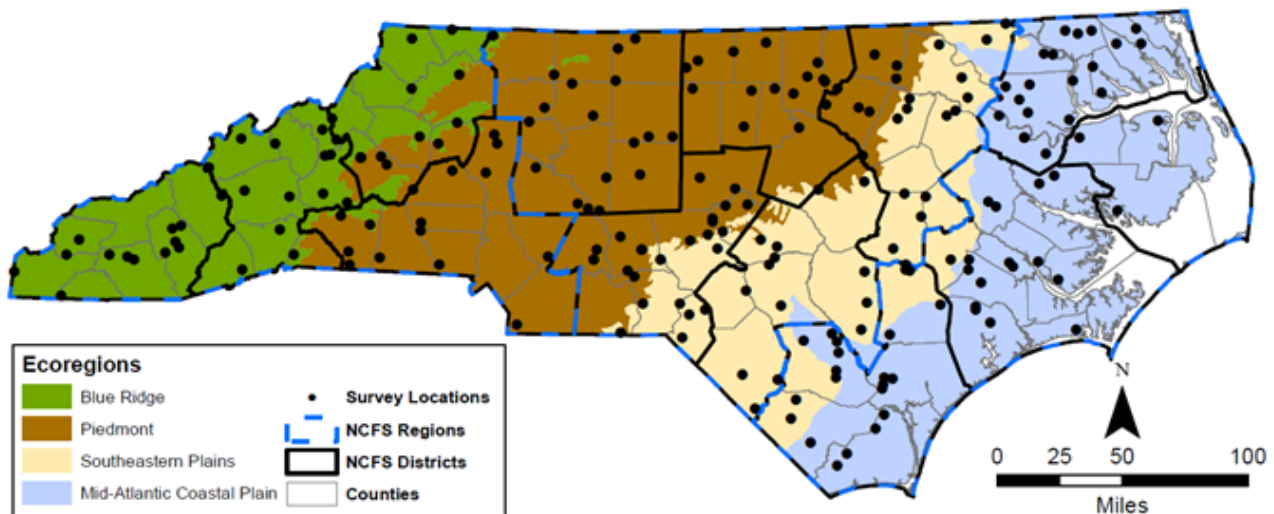 N
Ecoregions
Blue Ridge
Piedmont
Southeastern Plains
Mid-Atlantic Coastal Plain
Survey Locations
NCFS Regions
NCFS Districts
Counties
0 25 50 100
Miles